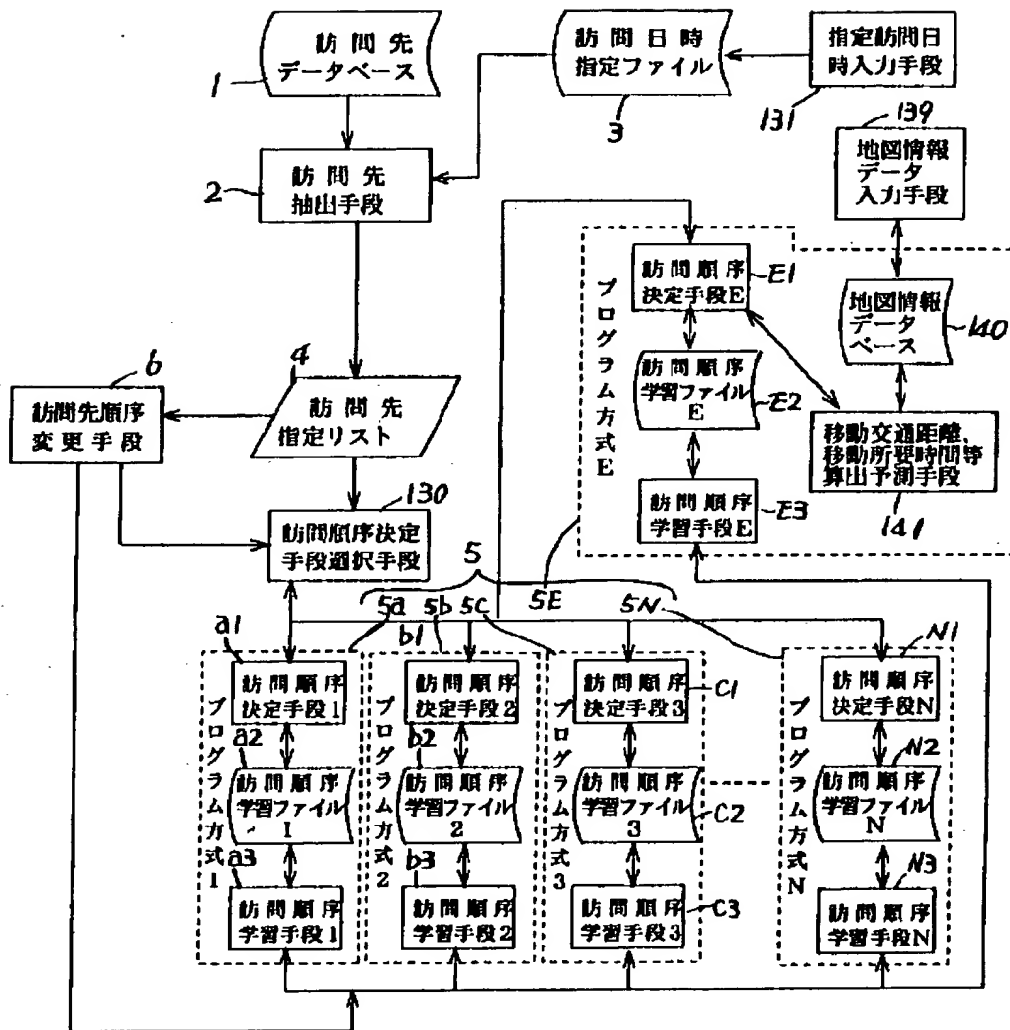 訪問先
データベース
1
訪問日時
指定ファイル
3
指定訪問日
時入力手段
131
139
地図情報
データ
入力手段
訪問先
抽出手段
2
訪問順序
決定手段E
E1
地図情報
データ
ベース
140
プログラム方式E
訪問順序
学習ファイル
E
E2
移動交通距離、
移動所要時間等
算出予測手段
141
訪問順序
学習手段E
E3
6
訪問先順序
変更手段
4
訪問先
指定リスト
130
訪問順序決定
手段選択手段
5
5a
5b
5C
5E
5N
a1
b1
C1
N1
プログラム方式1
訪問順序
決定手段1
a2
訪問順序
学習ファイル
1
a3
訪問順序
学習手段1
プログラム方式2
訪問順序
決定手段2
b2
訪問順序
学習ファイル
2
b3
訪問順序
学習手段2
プログラム方式3
訪問順序
決定手段3
訪問順序
学習ファイル
3
C2
訪問順序
学習手段3
C3
プログラム方式N
訪問順序
決定手段N
N2
訪問順序
学習ファイル
N
N3
訪問順序
学習手段N